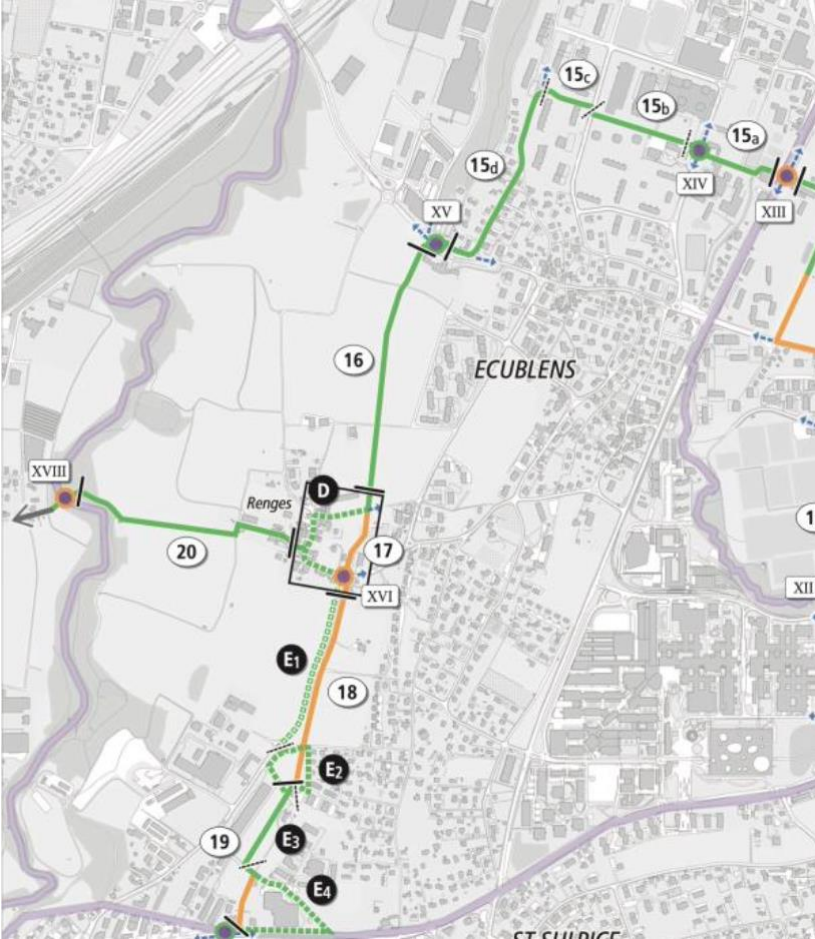 15c
15b
15a
15d
XIV
XIII
XV
16
ECUBLENS
XVIII
Renges
D
17
20
XVI
XII
E1
18
E2
19
E3
E4